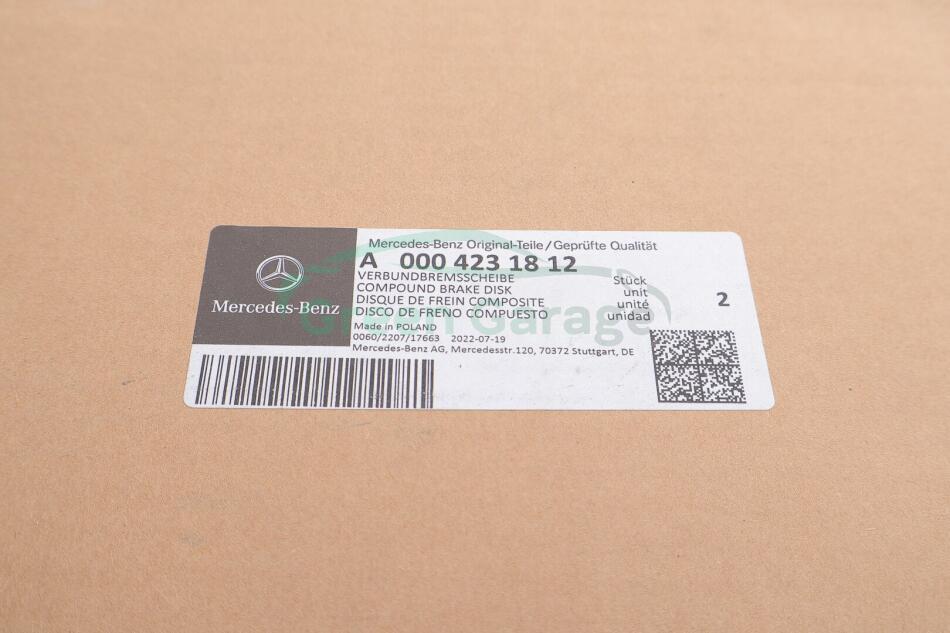 Mercedes-Benz Original-Teile/Geprüfte Qualität
A 000 423 18 12
VERBUNDBREMSSCHEIBE Stück
COMPOUND BRAKE DISK unit
DISQUE DE FREIN COMPOSITE unité
DISCO DE FRENO COMPUESTO unidad
2
Mercedes-Benz
Green Garage
Made in POLAND
0060/2207/17663 2022-07-19
Mercedes-Benz AG, Mercedesstr.120, 70372 Stuttgart, DE